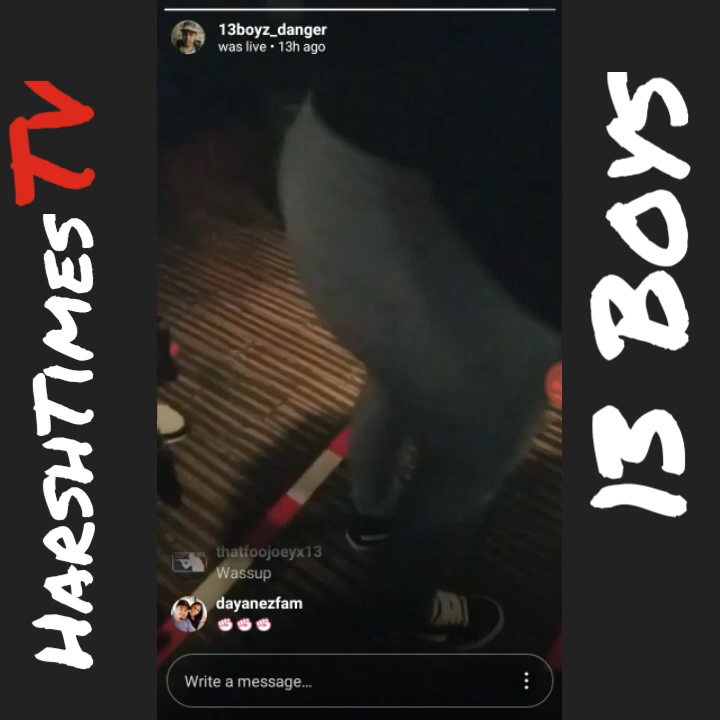 HARSHTIMESTV
13boyz_danger
was live • 13h ago
thatfoojoeyx13
Wassup
dayanezfam
✊🏻✊🏻✊🏻
Write a message...
13 BOYS